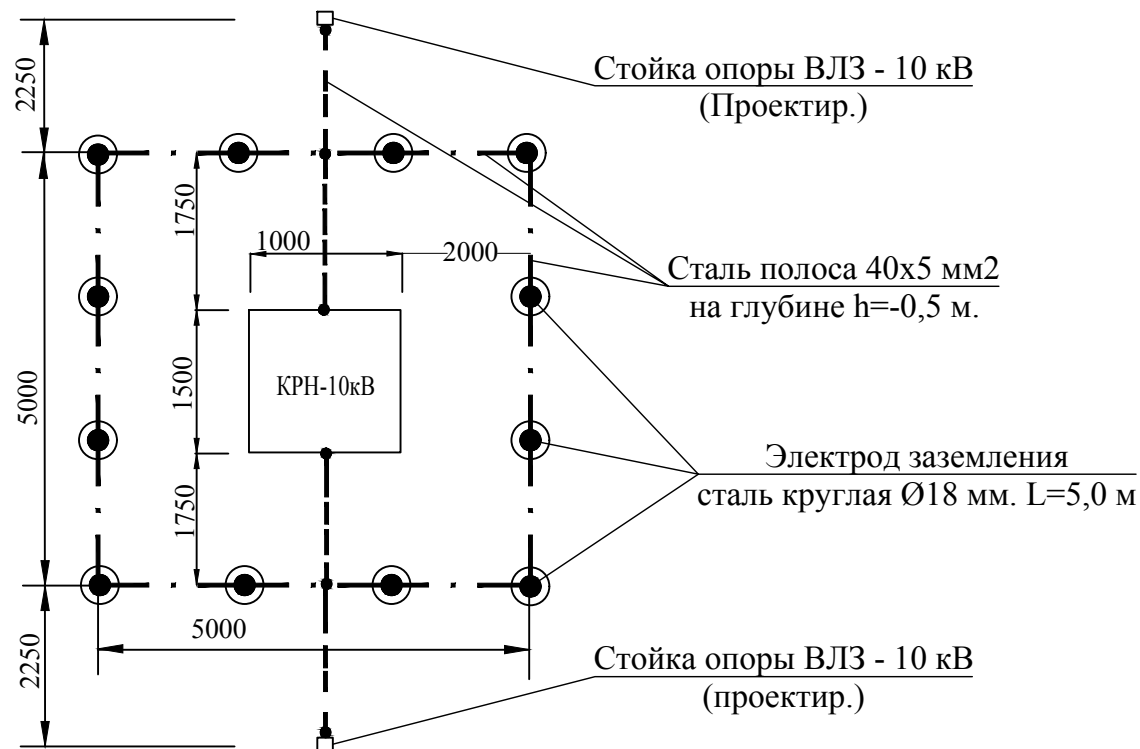 2250
Стойка опоры ВЛЗ - 10 кВ
(Проектир.)
1750
1000
2000
Сталь полоса 40х5 мм2
на глубине h=-0,5 м.
5000
1500
КРН-10кВ
Электрод заземления
сталь круглая Ø18 мм. L=5,0 м
1750
5000
2250
Стойка опоры ВЛЗ - 10 кВ
(проектир.)